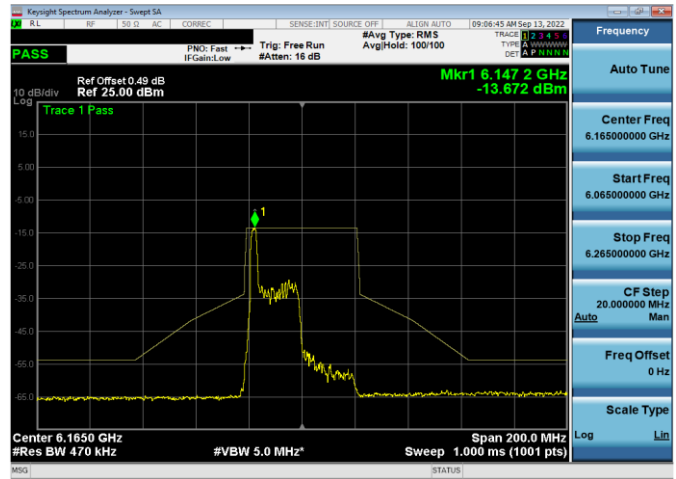 Keysight Spectrum Analyzer - Swept SA
RL RF 50 Ω AC CORREC SENSE:INT SOURCE OFF ALIGN AUTO 09:06:45 AM Sep 13, 2022
PASS
PNO: Fast
IFGain:Low
Trig: Free Run
#Atten: 16 dB
#Avg Type: RMS
Avg|Hold: 100/100
TRACE 1 2 3 4 5 6
TYPE A WWWWW
DET A P N N N N
Frequency
Auto Tune
Center Freq
6.165000000 GHz
Start Freq
6.065000000 GHz
Stop Freq
6.265000000 GHz
CF Step
20.000000 MHz
Auto Man
Freq Offset
0 Hz
Scale Type
Log Lin
Ref Offset 0.49 dB
10 dB/div Ref 25.00 dBm
Log
Mkr1 6.147 2 GHz
-13.672 dBm
Trace 1 Pass
15.0
5.00
-5.00
-15.0
-25.0
-35.0
-45.0
-55.0
-65.0
1
Center 6.1650 GHz Span 200.0 MHz
#Res BW 470 kHz #VBW 5.0 MHz* Sweep 1.000 ms (1001 pts)
MSG STATUS